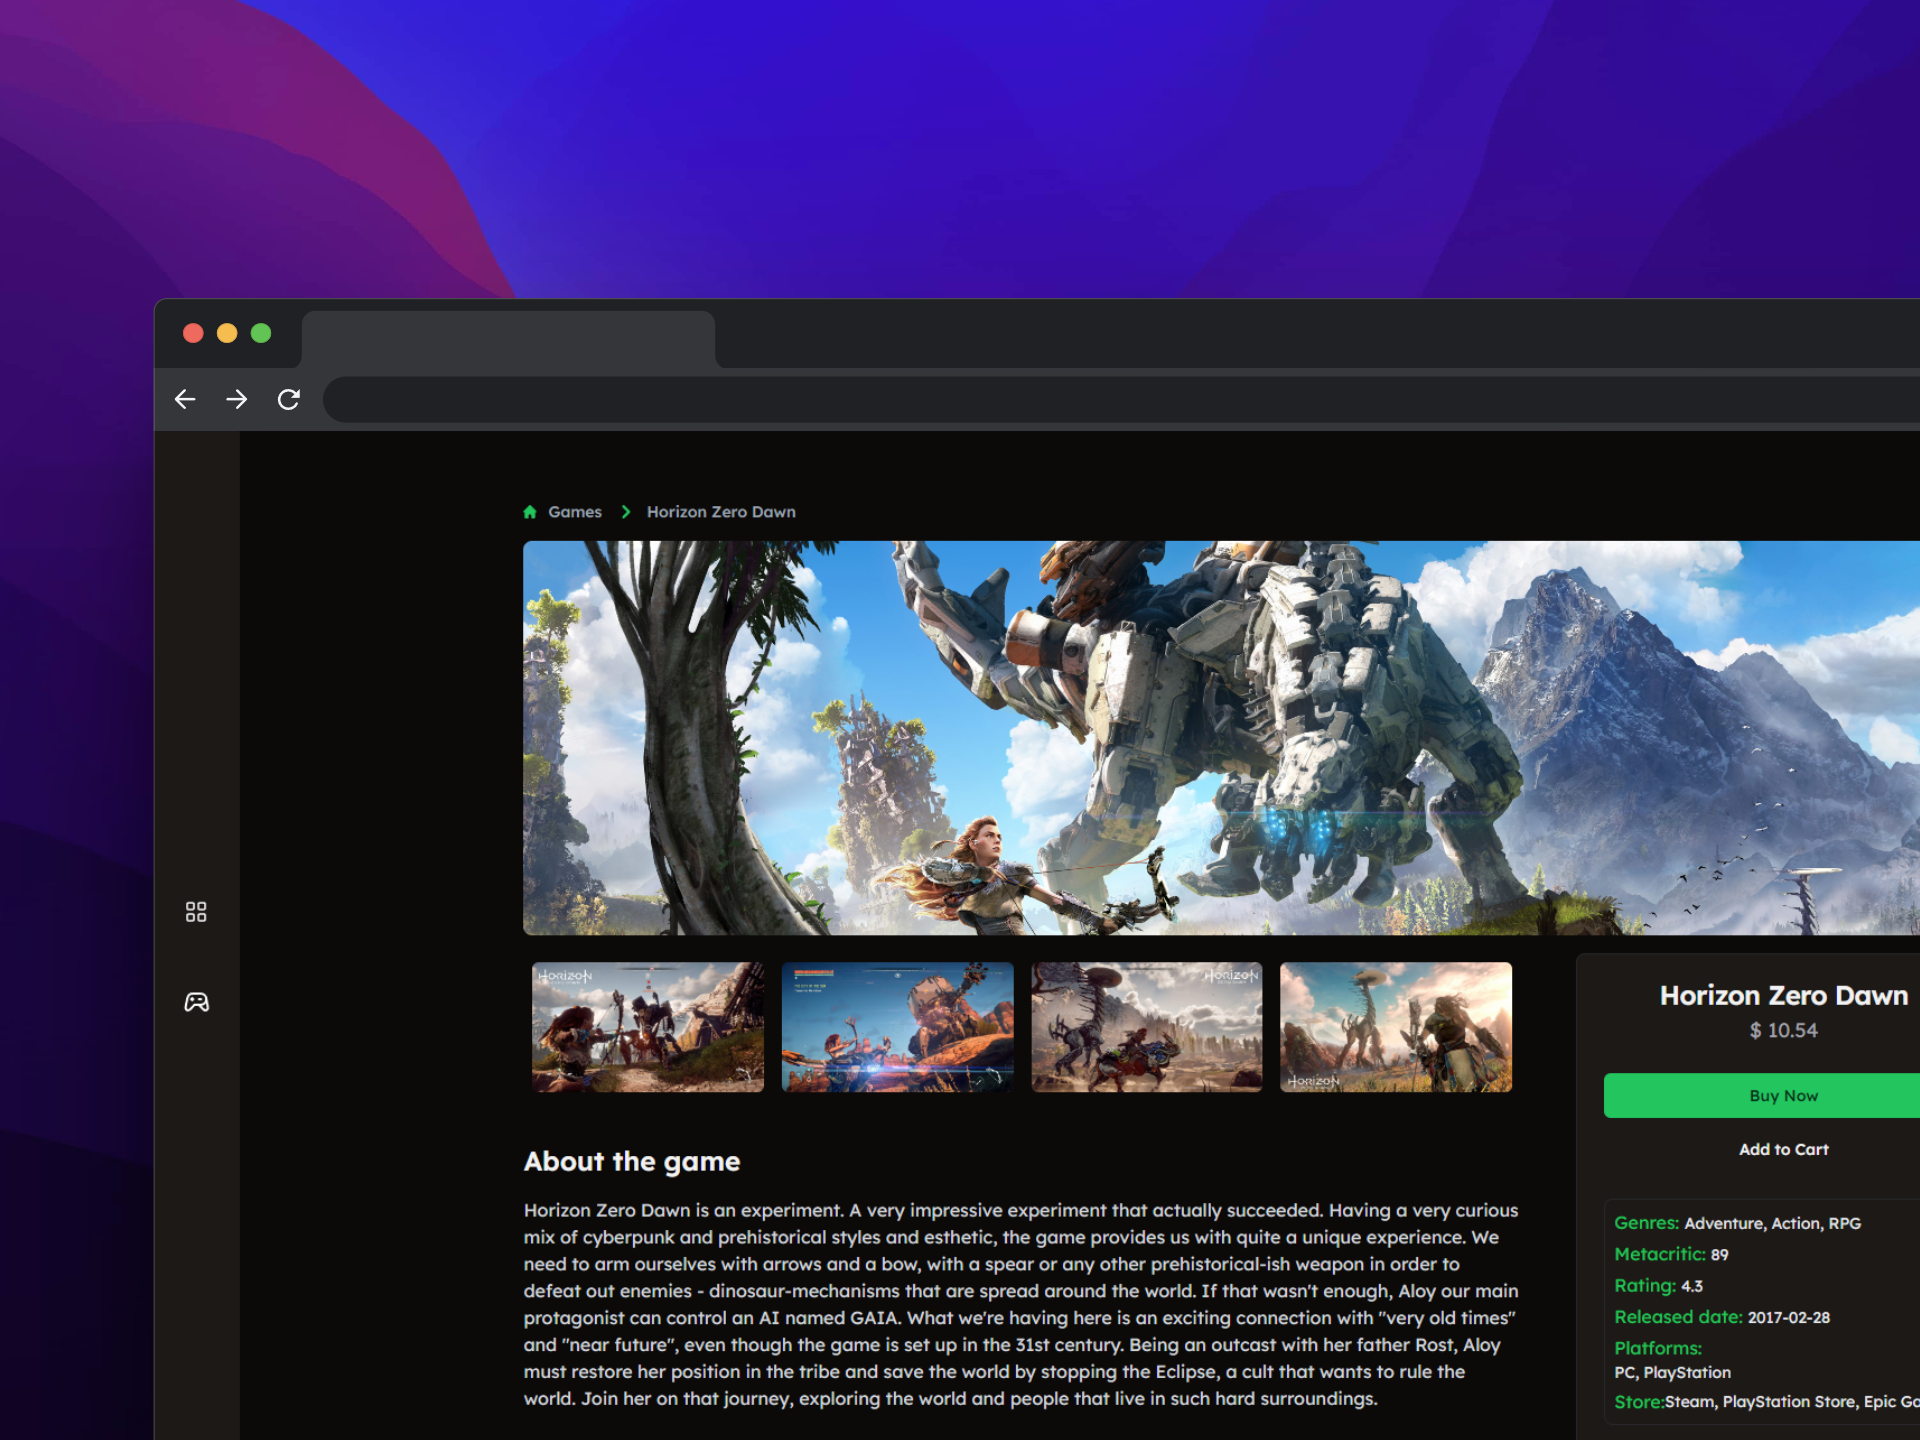 Games
Horizon Zero Dawn
HORIZON
HORIZON
HORIZON
Horizon Zero Dawn
$ 10.54
Buy Now
Add to Cart
About the game
Horizon Zero Dawn is an experiment. A very impressive experiment that actually succeeded. Having a very curious
mix of cyberpunk and prehistorical styles and esthetic, the game provides us with quite a unique experience. We
need to arm ourselves with arrows and a bow, with a spear or any other prehistorical-ish weapon in order to
defeat out enemies - dinosaur-mechanisms that are spread around the world. If that wasn't enough, Aloy our main
protagonist can control an AI named GAIA. What we're having here is an exciting connection with "very old times"
and "near future", even though the game is set up in the 31st century. Being an outcast with her father Rost, Aloy
must restore her position in the tribe and save the world by stopping the Eclipse, a cult that wants to rule the
world. Join her on that journey, exploring the world and people that live in such hard surroundings.
Genres: Adventure, Action, RPG
Metacritic: 89
Rating: 4.3
Released date: 2017-02-28
Platforms:
PC, PlayStation
Store:Steam, PlayStation Store, Epic